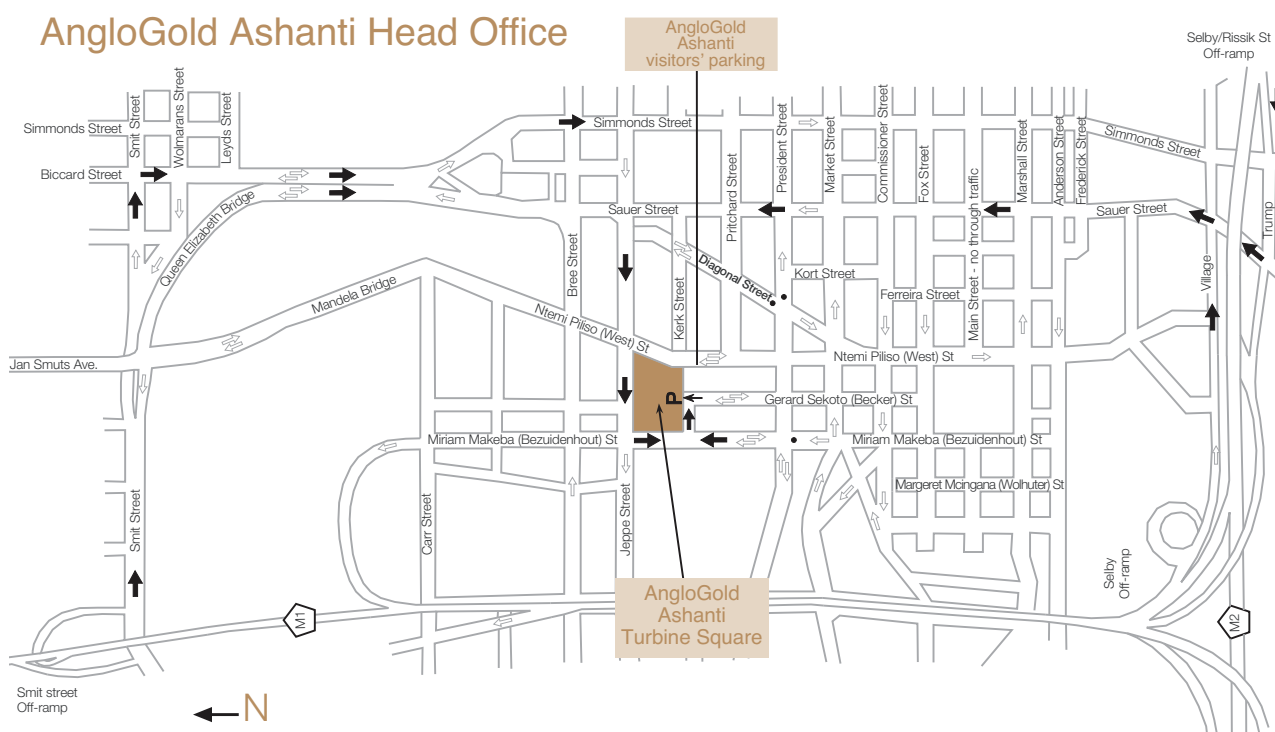 AngloGold Ashanti Head Office
AngloGold
Ashanti
visitors' parking
Selby/Rissik St
Off-ramp
Simmonds Street
Smit Street
Wolmarans Street
Leyds Street
Simmonds Street
Commissioner Street
President Street
Market Street
Fox Street
Marshall Street
Anderson Street
Frederick Street
Simmonds Street
Biccard Street
Queen Elizabeth Bridge
Sauer Street
Pritchard Street
Main Street - no through traffic
Sauer Street
Trump
Village
Mandela Bridge
Bree Street
Diagonal Street
Kort Street
Ferreira Street
Kerk Street
Ntemi Piliso (West) St
Ntemi Piliso (West) St
Jan Smuts Ave.
P
Gerard Sekoto (Becker) St
Miriam Makeba (Bezuidenhout) St
Miriam Makeba (Bezuidenhout) St
Margeret Mcingana (Wolhuter) St
Smit Street
Carr Street
Jeppe Street
Selby
Off-ramp
AngloGold
Ashanti
Turbine Square
M1
M2
Smit street
Off-ramp
N